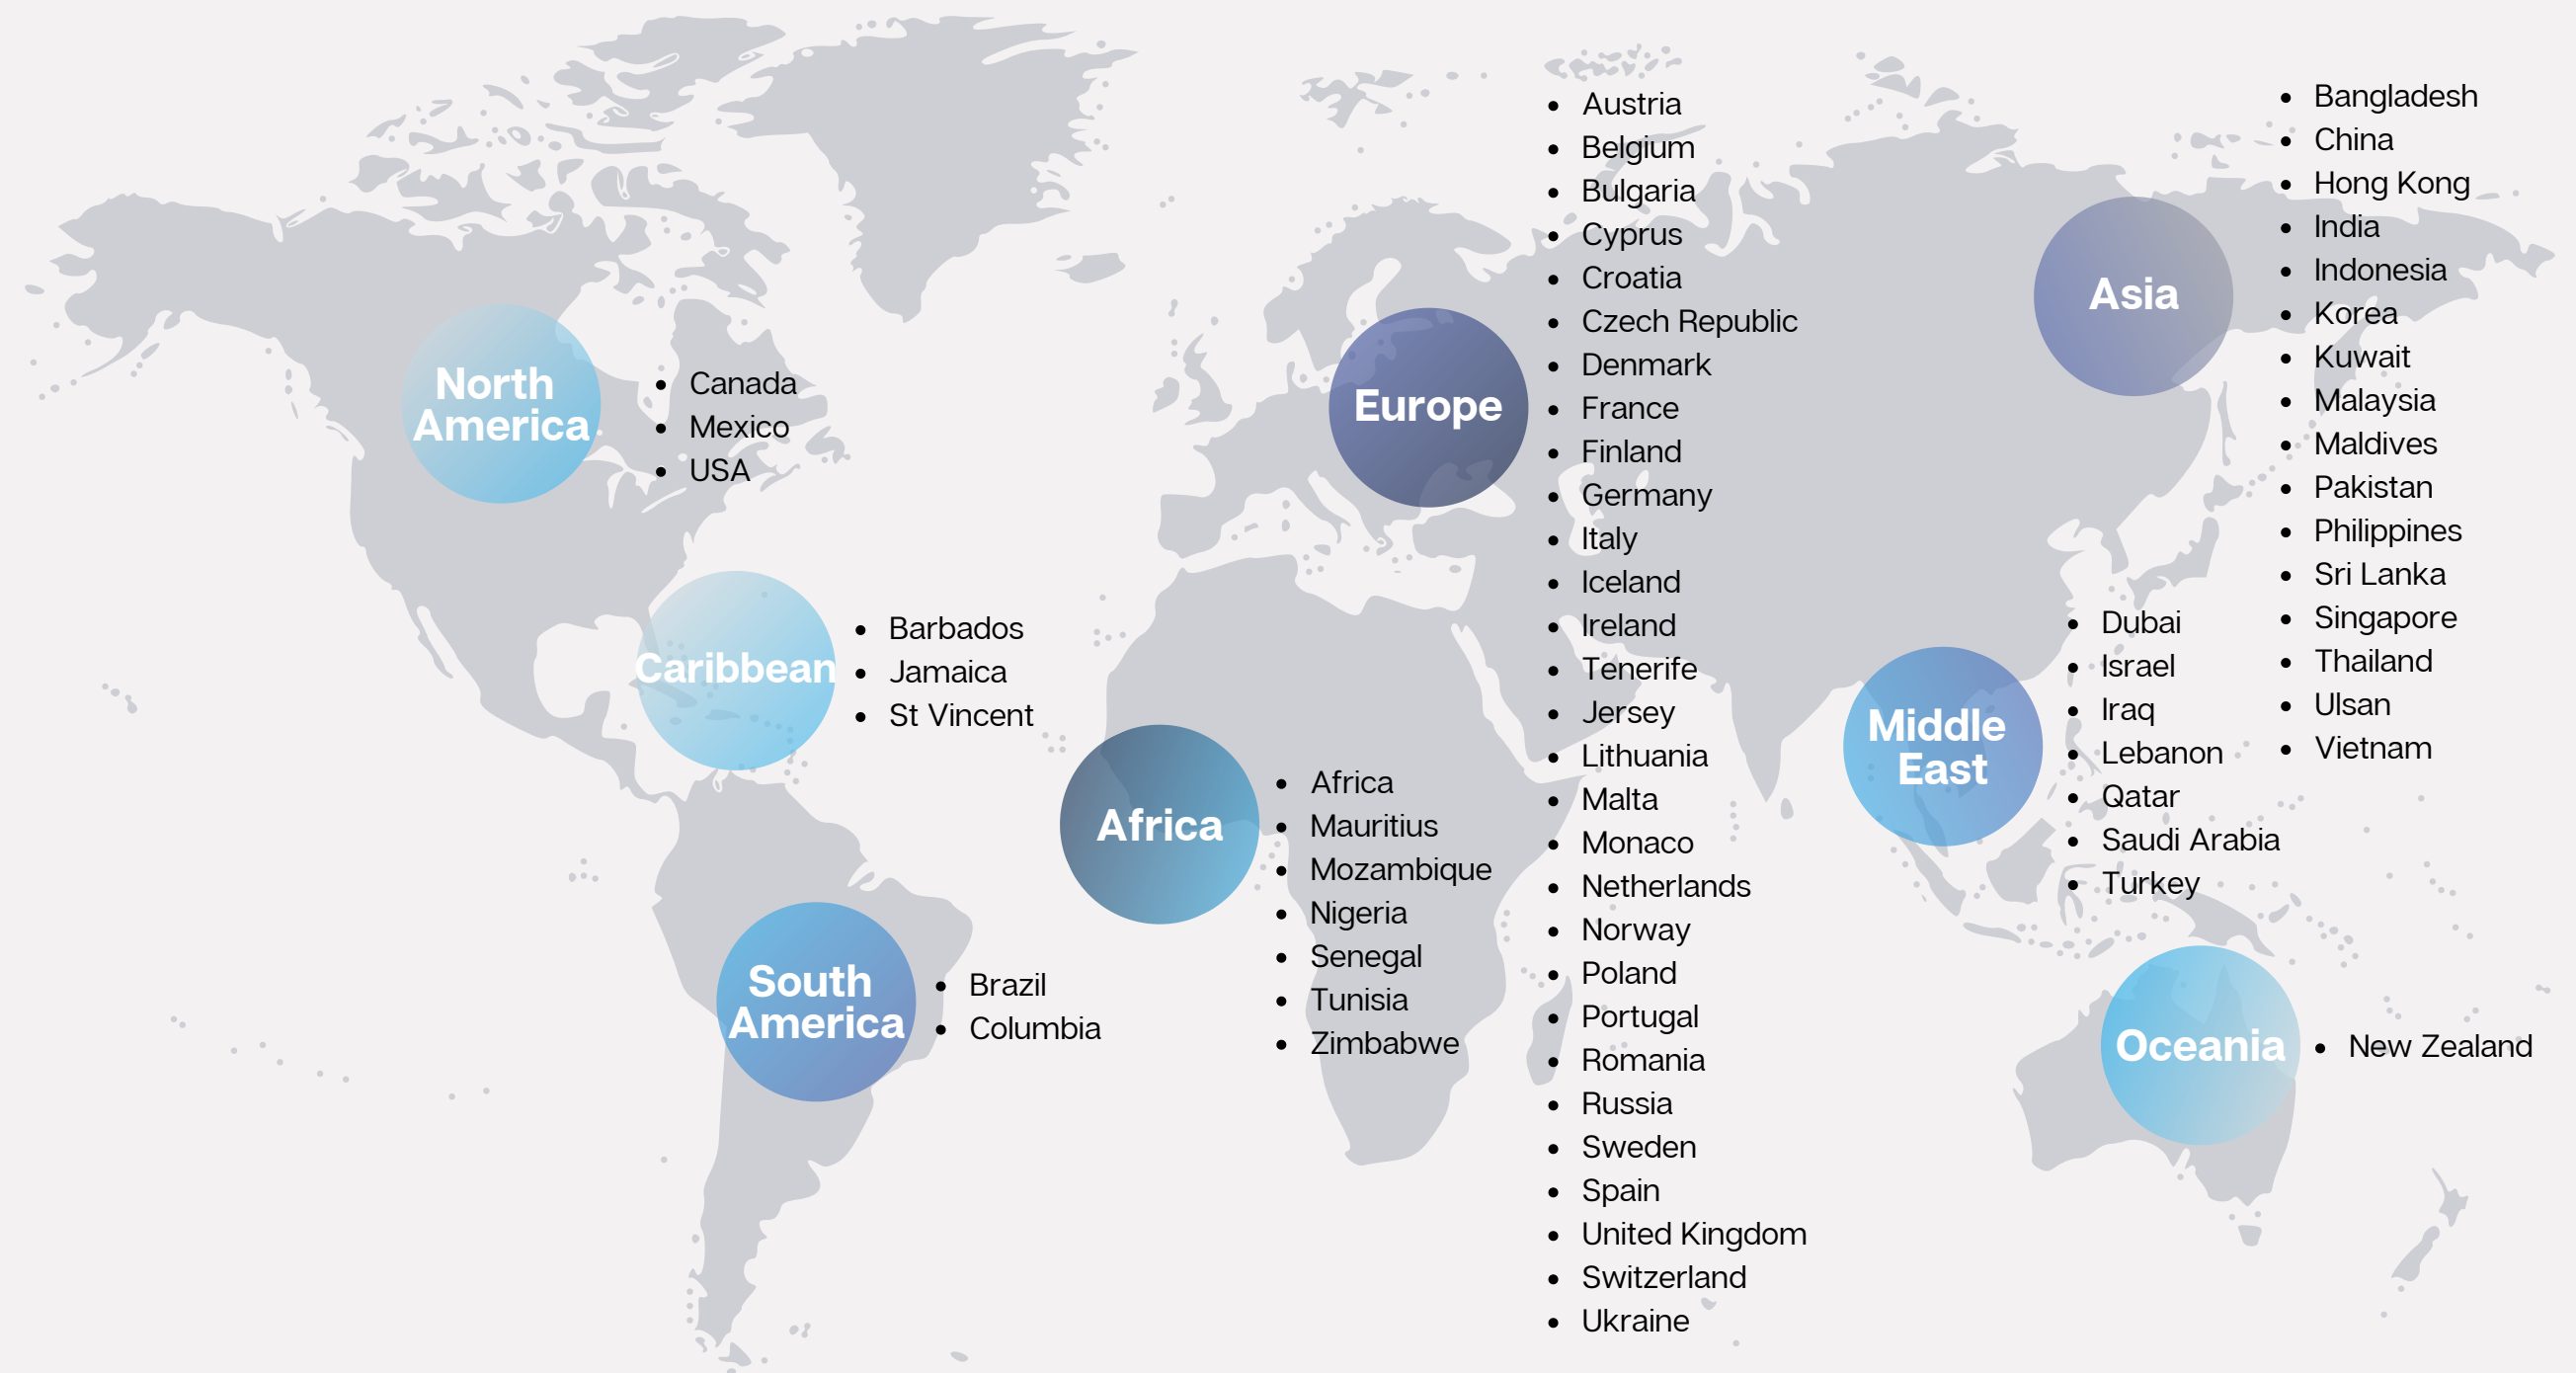 North
America
• Canada
• Mexico
• USA
Caribbean
• Barbados
• Jamaica
• St Vincent
South
America
• Brazil
• Columbia
Africa
• Africa
• Mauritius
• Mozambique
• Nigeria
• Senegal
• Tunisia
• Zimbabwe
Europe
• Austria
• Belgium
• Bulgaria
• Cyprus
• Croatia
• Czech Republic
• Denmark
• France
• Finland
• Germany
• Italy
• Iceland
• Ireland
• Tenerife
• Jersey
• Lithuania
• Malta
• Monaco
• Netherlands
• Norway
• Poland
• Portugal
• Romania
• Russia
• Sweden
• Spain
• United Kingdom
• Switzerland
• Ukraine
Middle
East
• Dubai
• Israel
• Iraq
• Lebanon
• Qatar
• Saudi Arabia
• Turkey
Asia
• Bangladesh
• China
• Hong Kong
• India
• Indonesia
• Korea
• Kuwait
• Malaysia
• Maldives
• Pakistan
• Philippines
• Sri Lanka
• Singapore
• Thailand
• Ulsan
• Vietnam
Oceania
• New Zealand